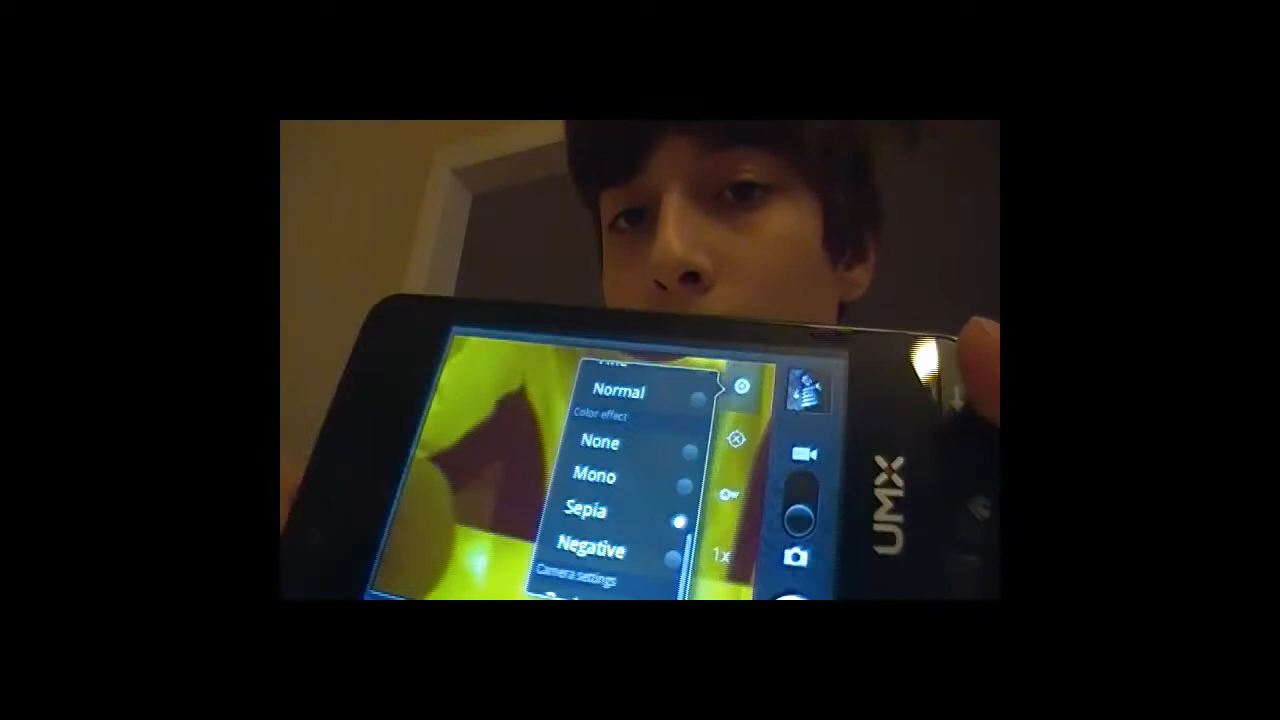 Normal
Color effect
None
Mono
Sepia
Negative
Camera settings
1x
UMX